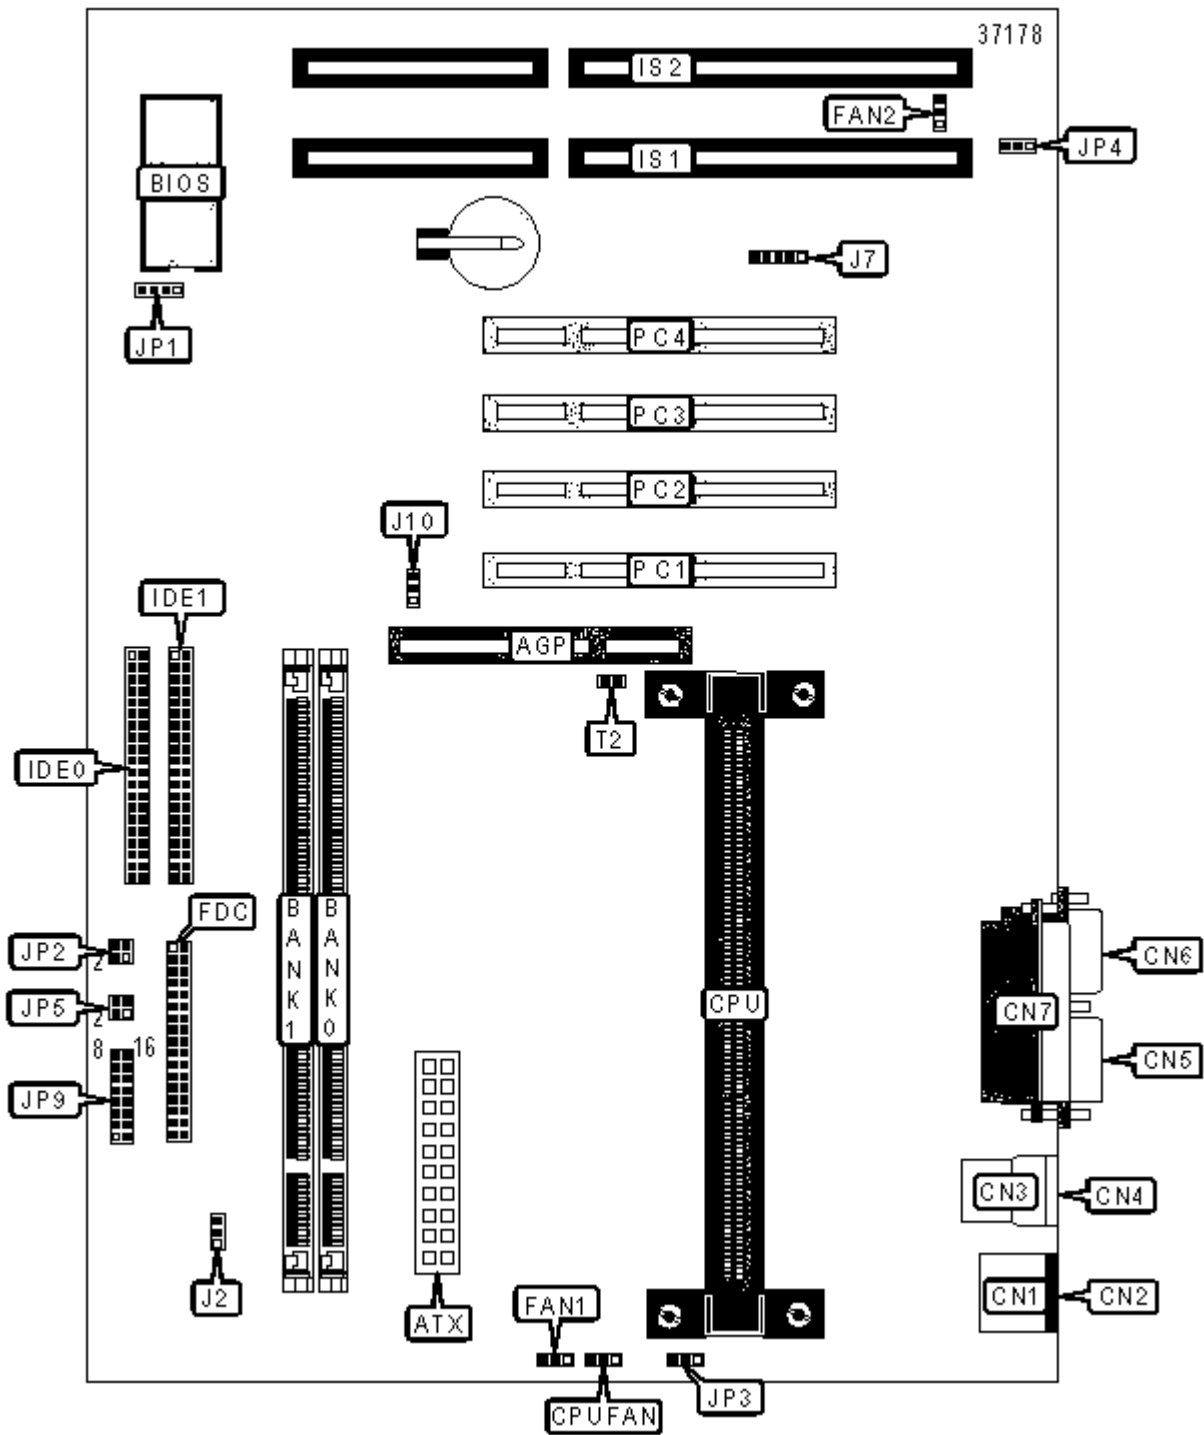 37178
IS2
FAN2
IS1
JP4
BIOS
J7
JP1
PC4
PC3
PC2
J10
PC1
IDE1
AGP
T2
IDE0
FDC
BANK1
BANK0
JP2
2
CN6
JP5
2
CPU
CN7
8 16
CN5
JP9
CN3
CN4
J2
ATX
FAN1
CN1
CN2
JP3
CPUFAN